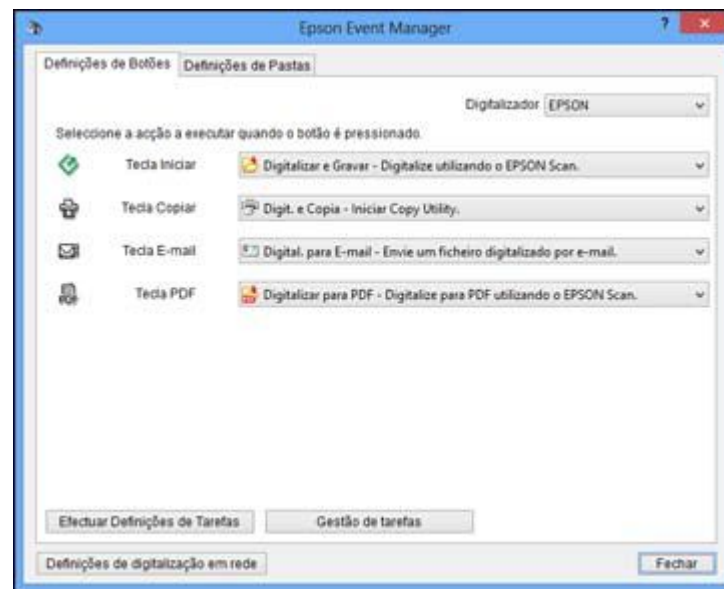 Epson Event Manager
Definições de Botões Definições de Pastas
Digitalizador EPSON
Seleccione a acção a executar quando o botão é pressionado.
Tecla Iniciar Digitalizar e Gravar - Digitalize utilizando o EPSON Scan.
Tecla Copiar Digit. e Copia - Iniciar Copy Utility.
Tecla E-mail Digital. para E-mail - Envie um ficheiro digitalizado por e-mail.
Tecla PDF Digitalizar para PDF - Digitalize para PDF utilizando o EPSON Scan.
Efectuar Definições de Tarefas Gestão de tarefas
Definições de digitalização em rede Fechar